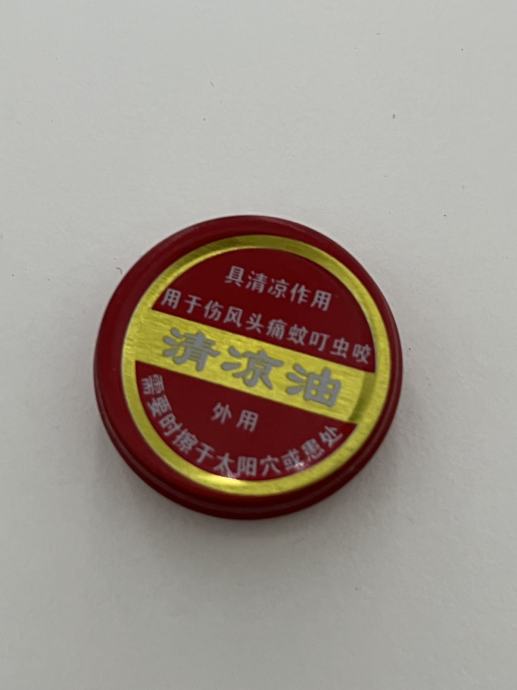 具清凉作用
用于伤风头痛蚊叮虫咬
清凉油
外用
需要时擦于太阳穴或患处